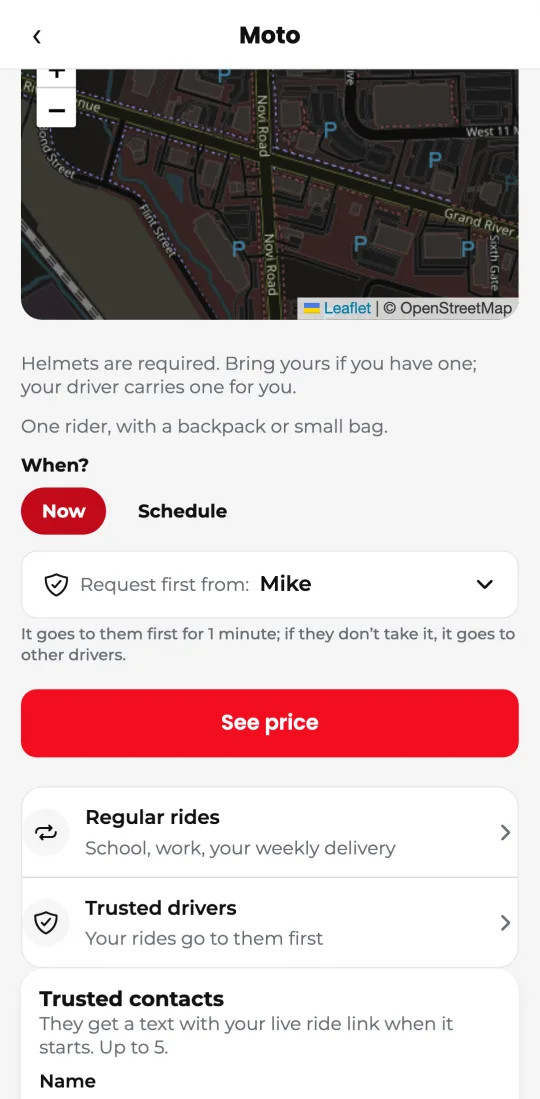 Moto
+
−
P
Novi Road
P
West 11 M
P
P
Flint Street
Grand River
P
P
P
Novi Road
Sixth Gate
Leaflet | © OpenStreetMap
Helmets are required. Bring yours if you have one;
your driver carries one for you.
One rider, with a backpack or small bag.
When?
Now
Schedule
Request first from: Mike
It goes to them first for 1 minute; if they don’t take it, it goes to
other drivers.
See price
Regular rides
School, work, your weekly delivery
Trusted drivers
Your rides go to them first
Trusted contacts
They get a text with your live ride link when it
starts. Up to 5.
Name